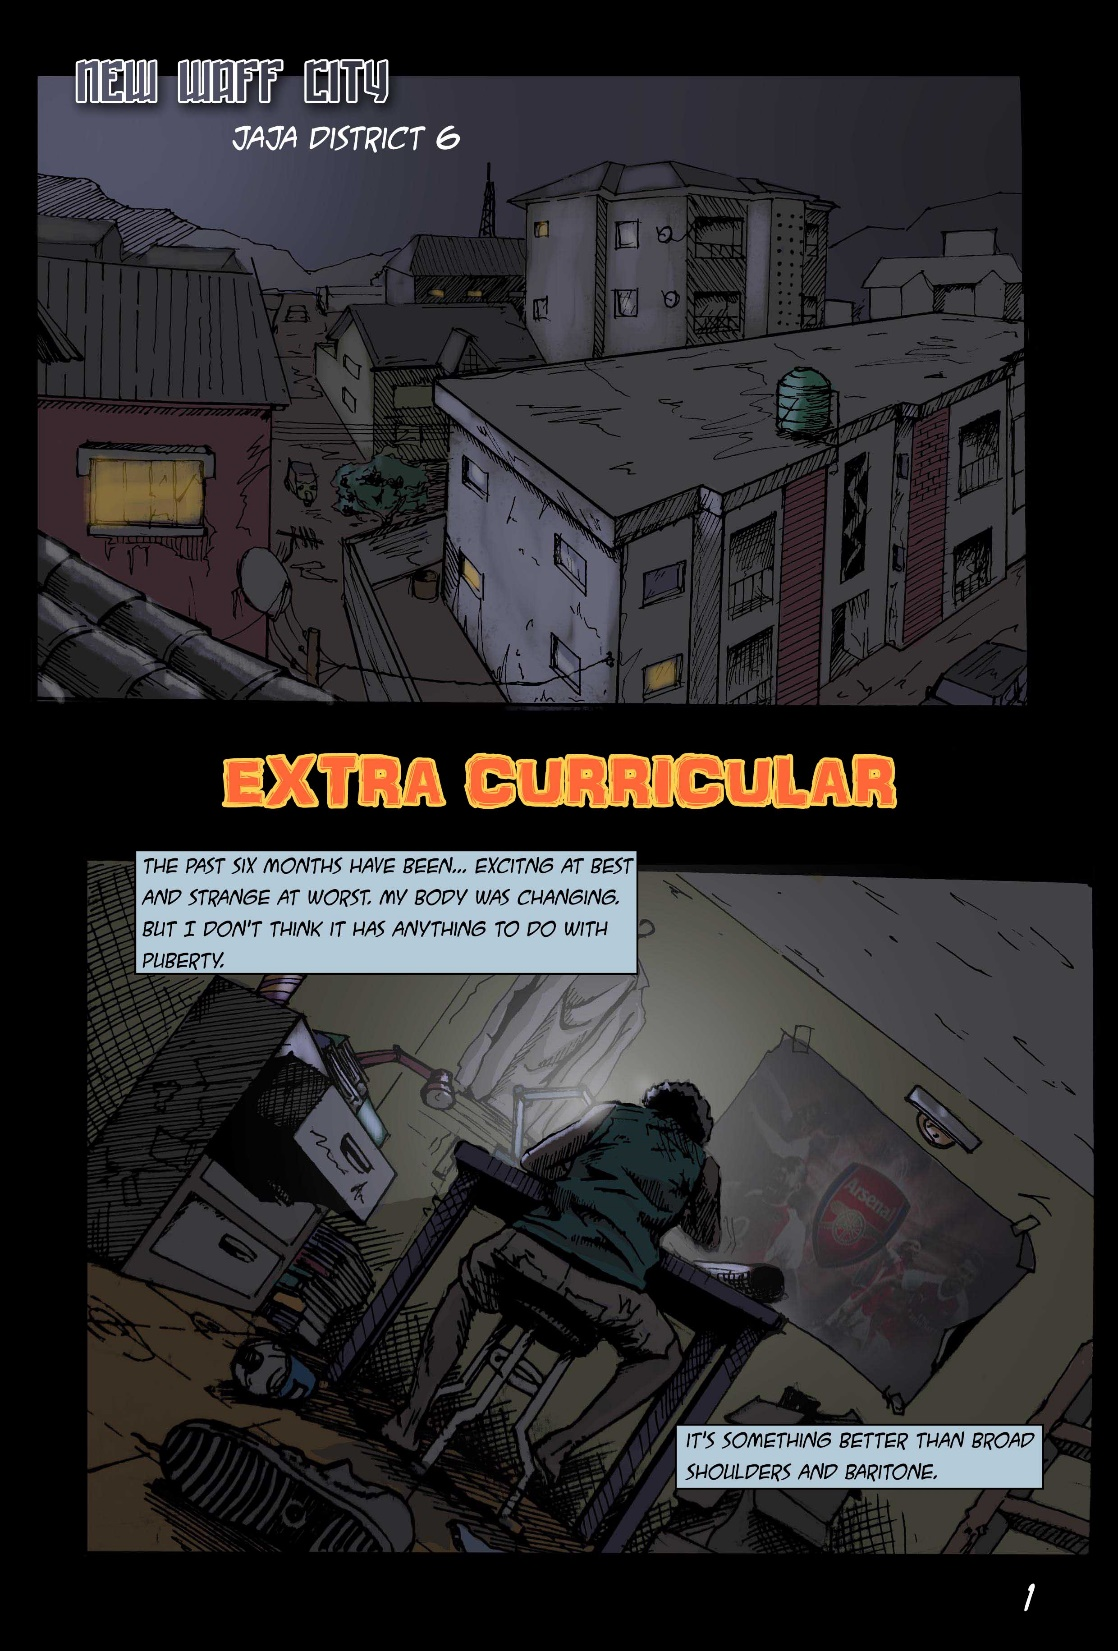 NEW WAFF CITY
JAJA DISTRICT 6
EXTRA CURRICULAR
THE PAST SIX MONTHS HAVE BEEN... EXCITNG AT BEST
AND STRANGE AT WORST. MY BODY WAS CHANGING.
BUT I DON'T THINK IT HAS ANYTHING TO DO WITH
PUBERTY.
Arsenal
IT'S SOMETHING BETTER THAN BROAD
SHOULDERS AND BARITONE.
1